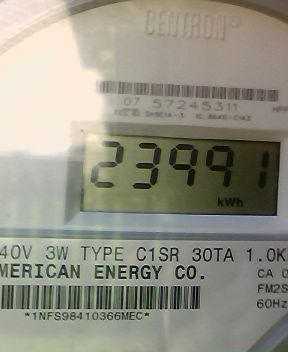 CENTRON®
07 57245311
23991
kWh
40V 3W TYPE C1SR 30TA 1.0K
MERICAN ENERGY CO.
CA 0
FM2S
60Hz
*1NFS98410366MEC*